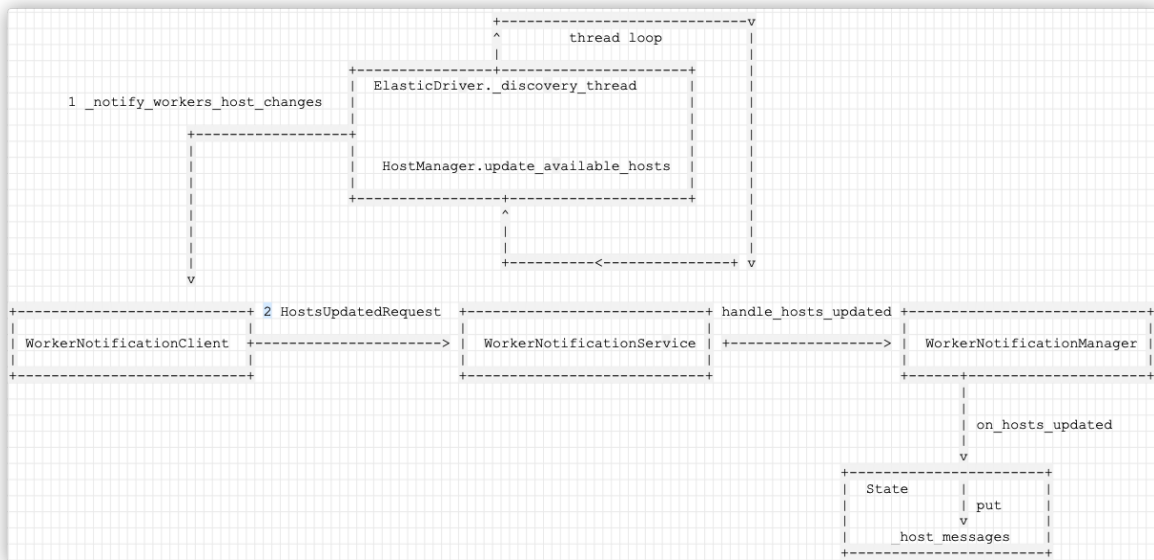 thread loop
ElasticDriver._discovery_thread
1 _notify_workers_host_changes
HostManager.update_available_hosts
2 HostsUpdatedRequest
handle_hosts_updated
WorkerNotificationClient
WorkerNotificationService
WorkerNotificationManager
on_hosts_updated
State
put
_host_messages